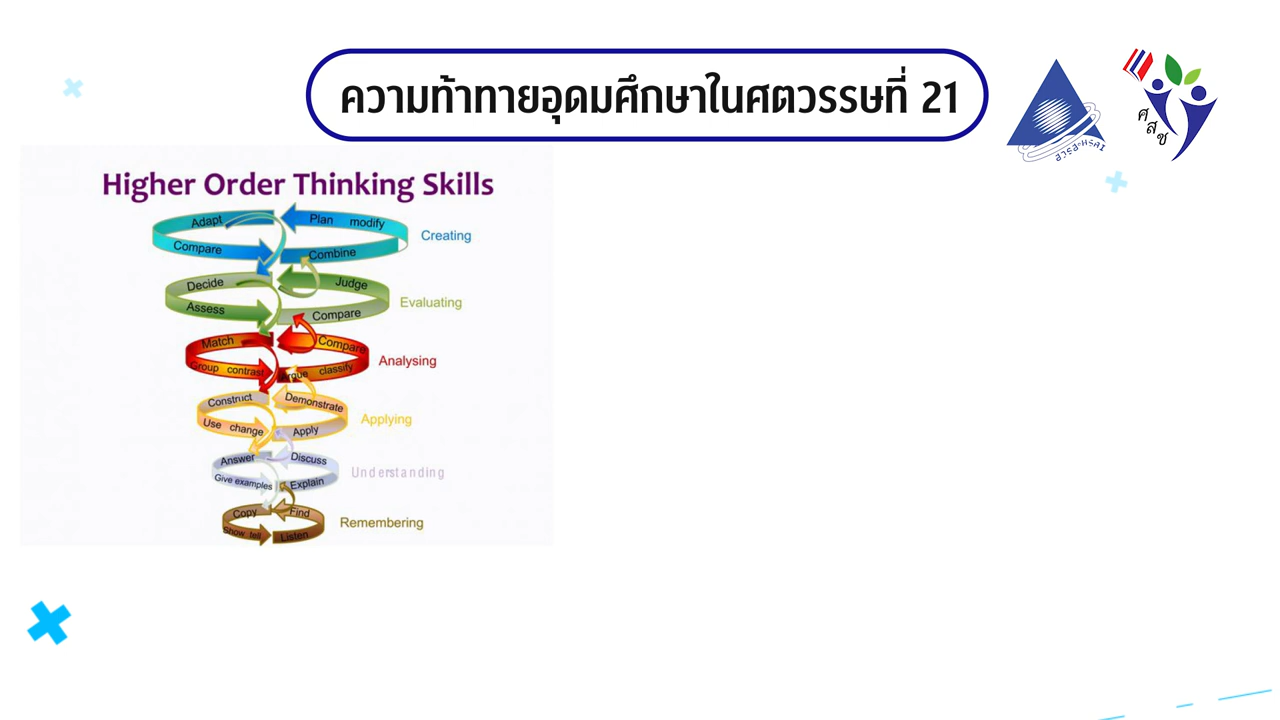 ความท้าทายอุดมศึกษาในศตวรรษที่ 21
ศ
ส
ช
Higher Order Thinking Skills
Adapt Plan modify
Creating
Compare Combine
Decide Judge
Evaluating
Assess Compare
Match Compare
Analysing
Group contrast Argue classify
Construct Demonstrate
Applying
Use change Apply
Answer Discuss
Understanding
Give examples Explain
Copy Find
Remembering
Show tell Listen